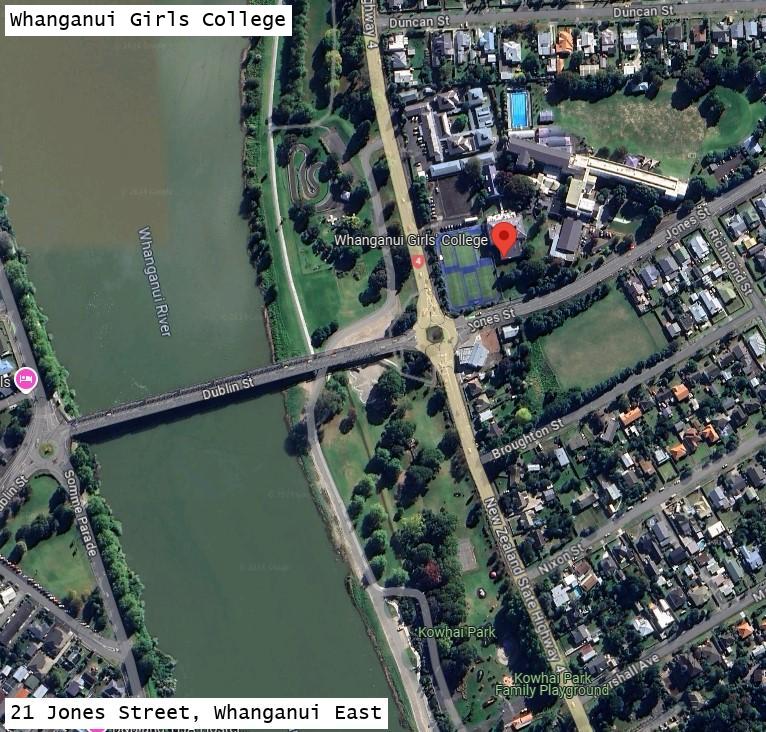 Whanganui Girls College
Duncan St
Duncan St
Whanganui River
Whanganui Girls' College
4
Jones St
Richmond St
Jones St
Dublin St
Broughton St
Somme Parade
New Zealand State Highway 4
Nixon St
Kowhai Park
Kowhai Park
Family Playground
21 Jones Street, Whanganui East